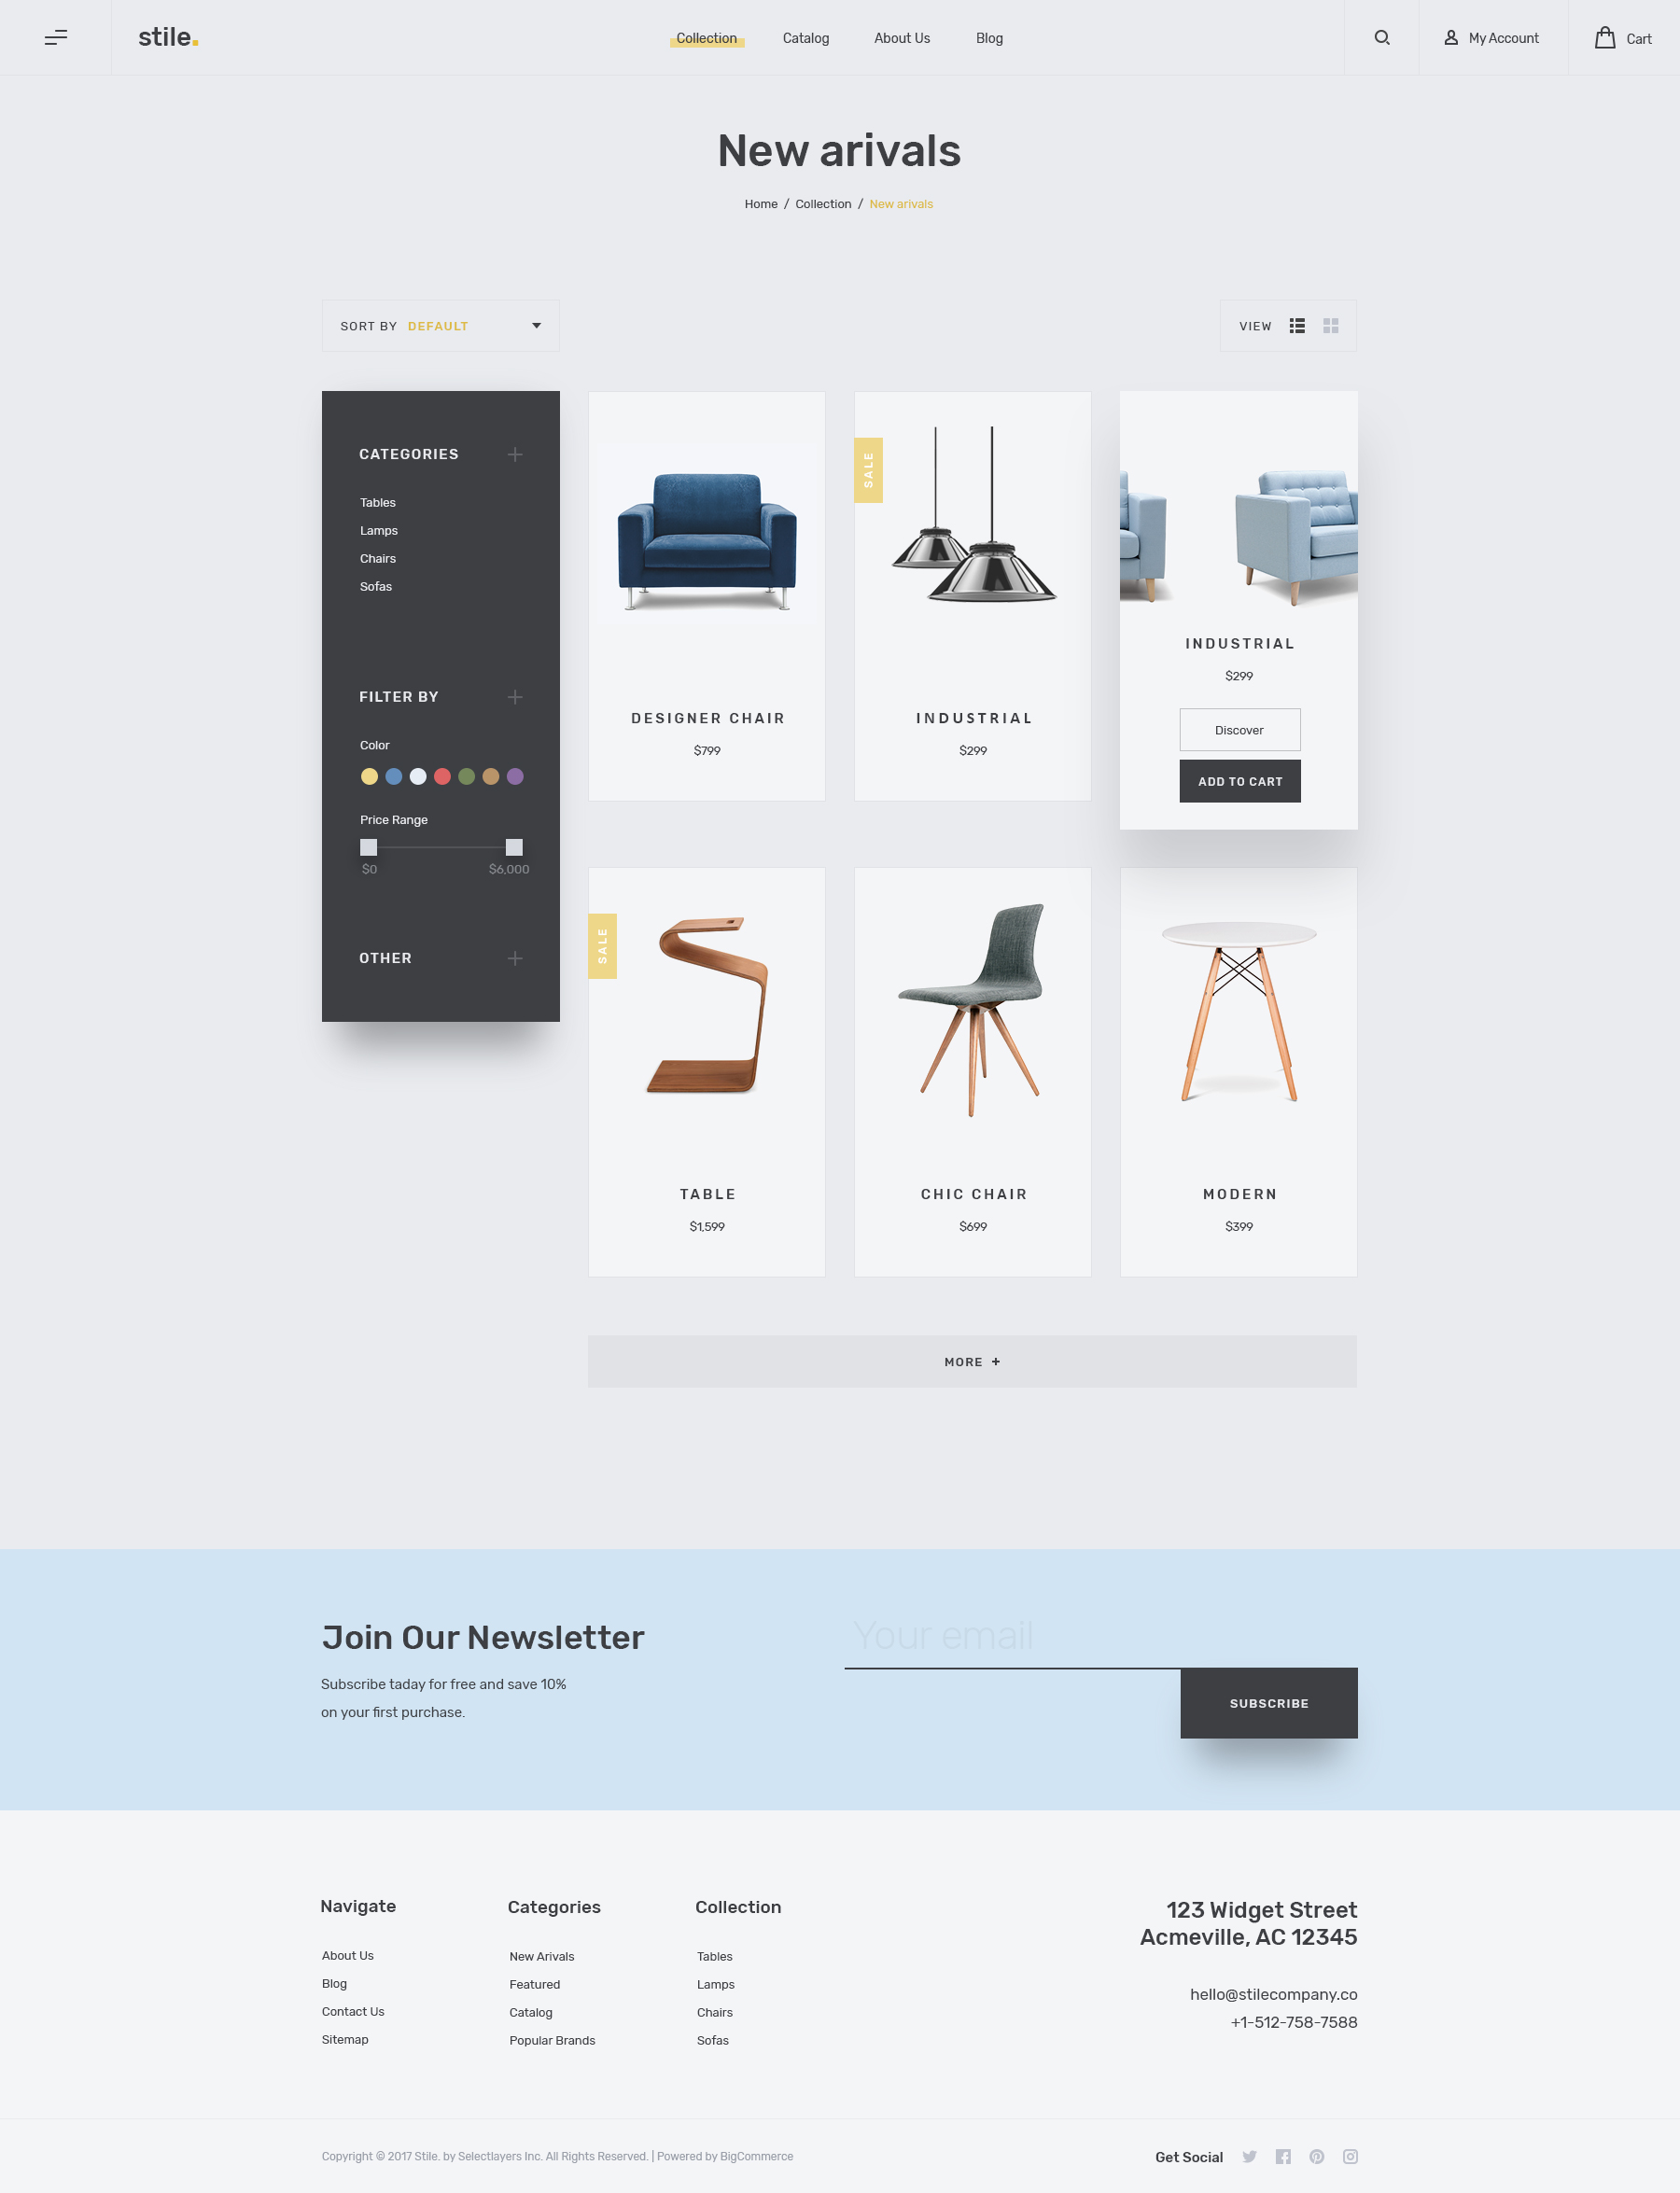 stile.
Collection
Catalog
About Us
Blog
My Account
Cart
New arivals
Home / Collection / New arivals
SORT BY DEFAULT
VIEW
CATEGORIES
Tables
Lamps
Chairs
Sofas
FILTER BY
Color
Price Range
$0
$6,000
OTHER
DESIGNER CHAIR
$799
SALE
INDUSTRIAL
$299
INDUSTRIAL
$299
Discover
ADD TO CART
SALE
TABLE
$1,599
CHIC CHAIR
$699
MODERN
$399
MORE +
Join Our Newsletter
Subscribe taday for free and save 10%
on your first purchase.
Your email
SUBSCRIBE
Navigate
About Us
Blog
Contact Us
Sitemap
Categories
New Arivals
Featured
Catalog
Popular Brands
Collection
Tables
Lamps
Chairs
Sofas
123 Widget Street
Acmeville, AC 12345
hello@stilecompany.co
+1-512-758-7588
Copyright © 2017 Stile. by Selectlayers Inc. All Rights Reserved. | Powered by BigCommerce
Get Social